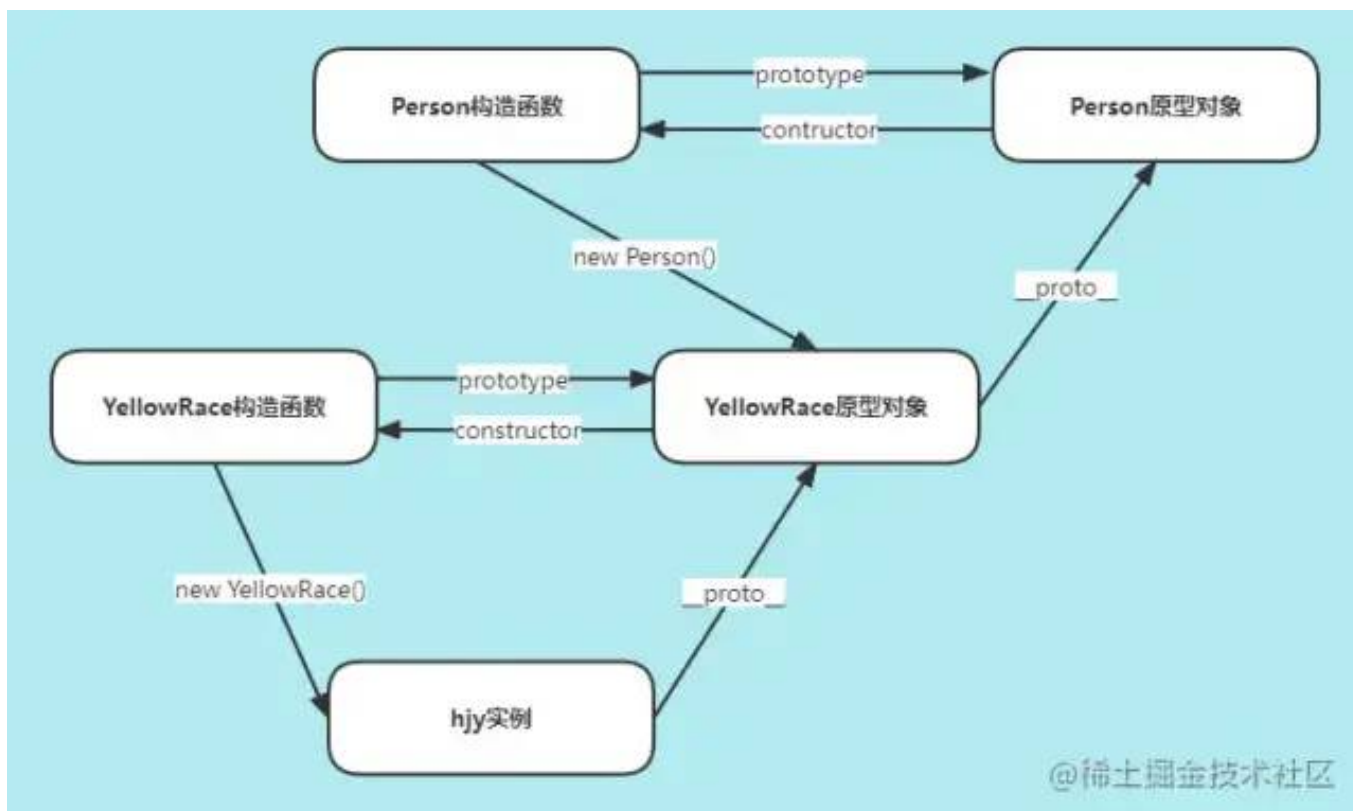 prototype
Person构造函数
Person原型对象
contructor
new Person()
__proto__
prototype
YellowRace构造函数
YellowRace原型对象
constructor
new YellowRace()
__proto__
hjy实例
@稀土掘金技术社区